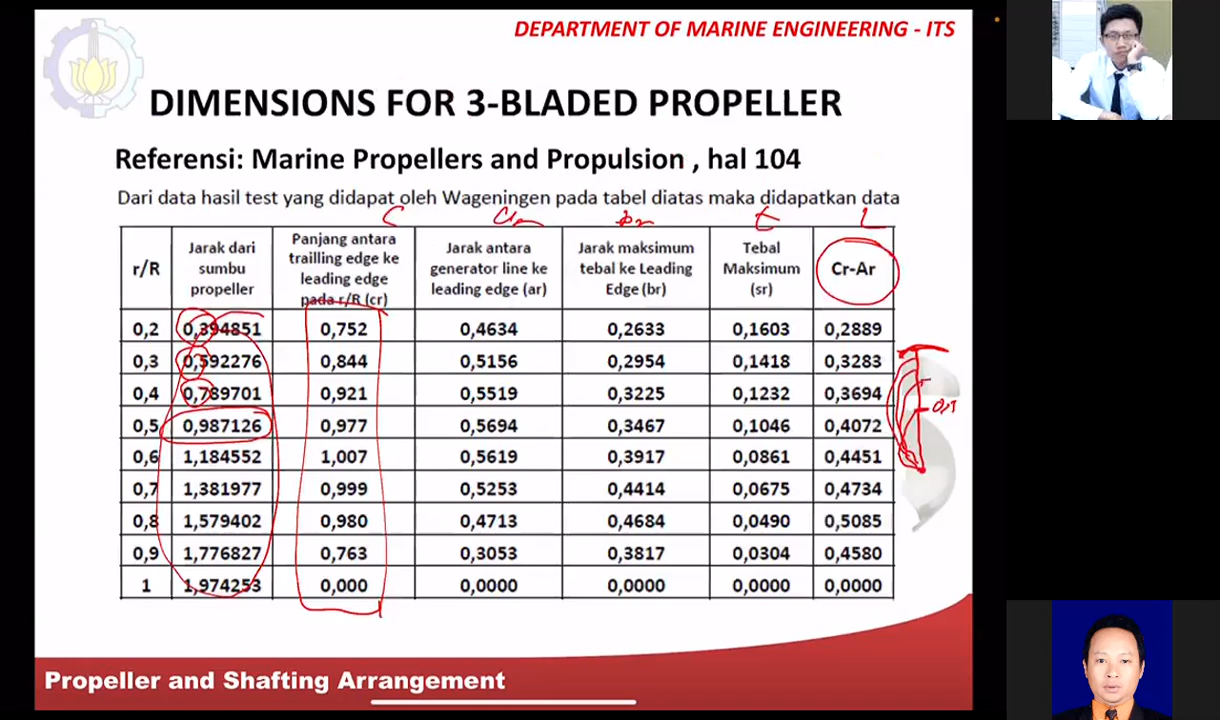 DEPARTMENT OF MARINE ENGINEERING - ITS
DIMENSIONS FOR 3-BLADED PROPELLER
Referensi: Marine Propellers and Propulsion , hal 104
Dari data hasil test yang didapat oleh Wageningen pada tabel diatas maka didapatkan data
C ar br t L
r/R Jarak dari sumbu propeller Panjang antara trailling edge ke leading edge pada r/R (cr) Jarak antara generator line ke leading edge (ar) Jarak maksimum tebal ke Leading Edge (br) Tebal Maksimum (sr) Cr-Ar
0,2 0,394851 0,752 0,4634 0,2633 0,1603 0,2889
0,3 0,592276 0,844 0,5156 0,2954 0,1418 0,3283
0,4 0,789701 0,921 0,5519 0,3225 0,1232 0,3694
0,5 0,987126 0,977 0,5694 0,3467 0,1046 0,4072
0,6 1,184552 1,007 0,5619 0,3917 0,0861 0,4451
0,7 1,381977 0,999 0,5253 0,4414 0,0675 0,4734
0,8 1,579402 0,980 0,4713 0,4684 0,0490 0,5085
0,9 1,776827 0,763 0,3053 0,3817 0,0304 0,4580
1 1,974253 0,000 0,0000 0,0000 0,0000 0,0000
Propeller and Shafting Arrangement